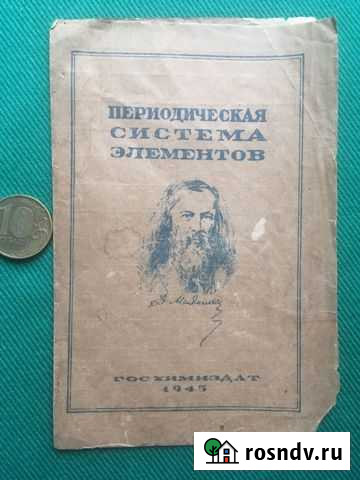 ПЕРИОДИЧЕСКАЯ
СИСТЕМА
ЭЛЕМЕНТОВ
10
ГОСХИМИЗДАТ
1945
rosndv.ru